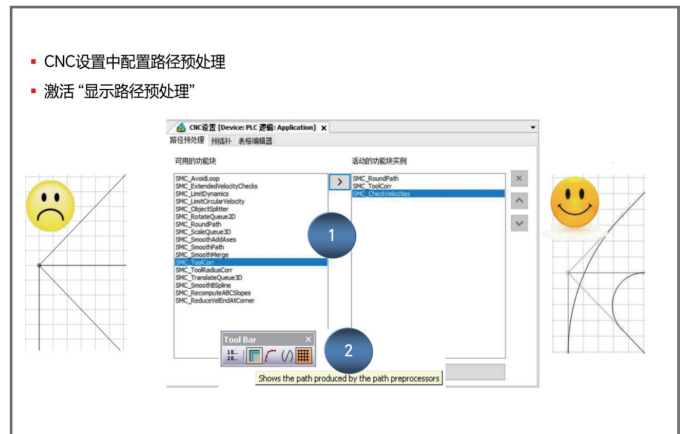 CNC设置中配置路径预处理
激活“显示路径预处理”
CNC设置 [Device: PLC 逻辑: Application] x
路径预处理 预插补 表格编辑器
可用的功能块
活动的功能块实例
SMC_AvoidLoop
SMC_ExtendedVelocityChecks
SMC_LimitDynamics
SMC_LimitCircularVelocity
SMC_ObjectSplitter
SMC_RotateQueue2D
SMC_RoundPath
SMC_ScaleQueue3D
SMC_SmoothAddAxes
SMC_SmoothPath
SMC_SmoothMerge
SMC_ToolCorr
SMC_ToolRadiusCorr
SMC_TranslateQueue3D
SMC_SmoothBSpline
SMC_RecomputeABCSlopes
SMC_ReduceVelEndAtCorner
SMC_RoundPath
SMC_ToolCorr
SMC_CheckVelocities
1
Tool Bar
2
Shows the path produced by the path preprocessors